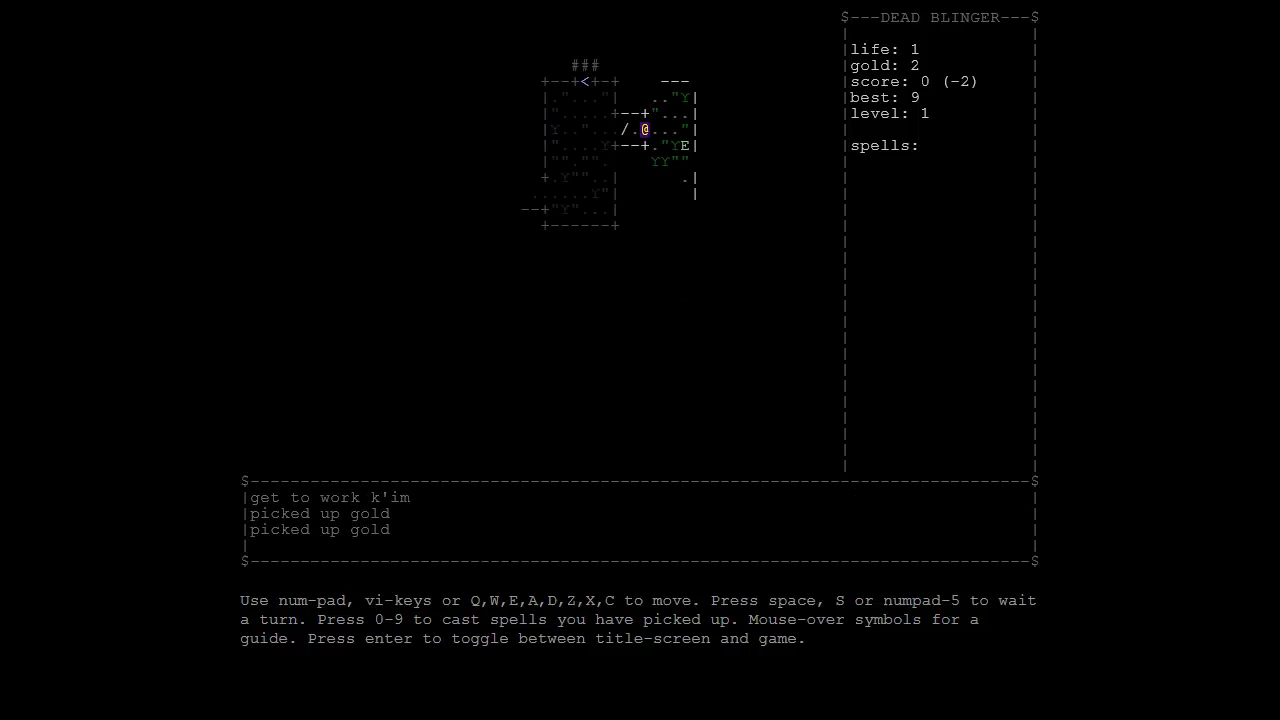 $---DEAD BLINGER---$
life: 1
gold: 2
score: 0 (-2)
best: 9
level: 1
spells:
get to work k'im
picked up gold
picked up gold
Use num-pad, vi-keys or Q,W,E,A,D,Z,X,C to move. Press space, S or numpad-5 to wait
a turn. Press 0-9 to cast spells you have picked up. Mouse-over symbols for a
guide. Press enter to toggle between title-screen and game.